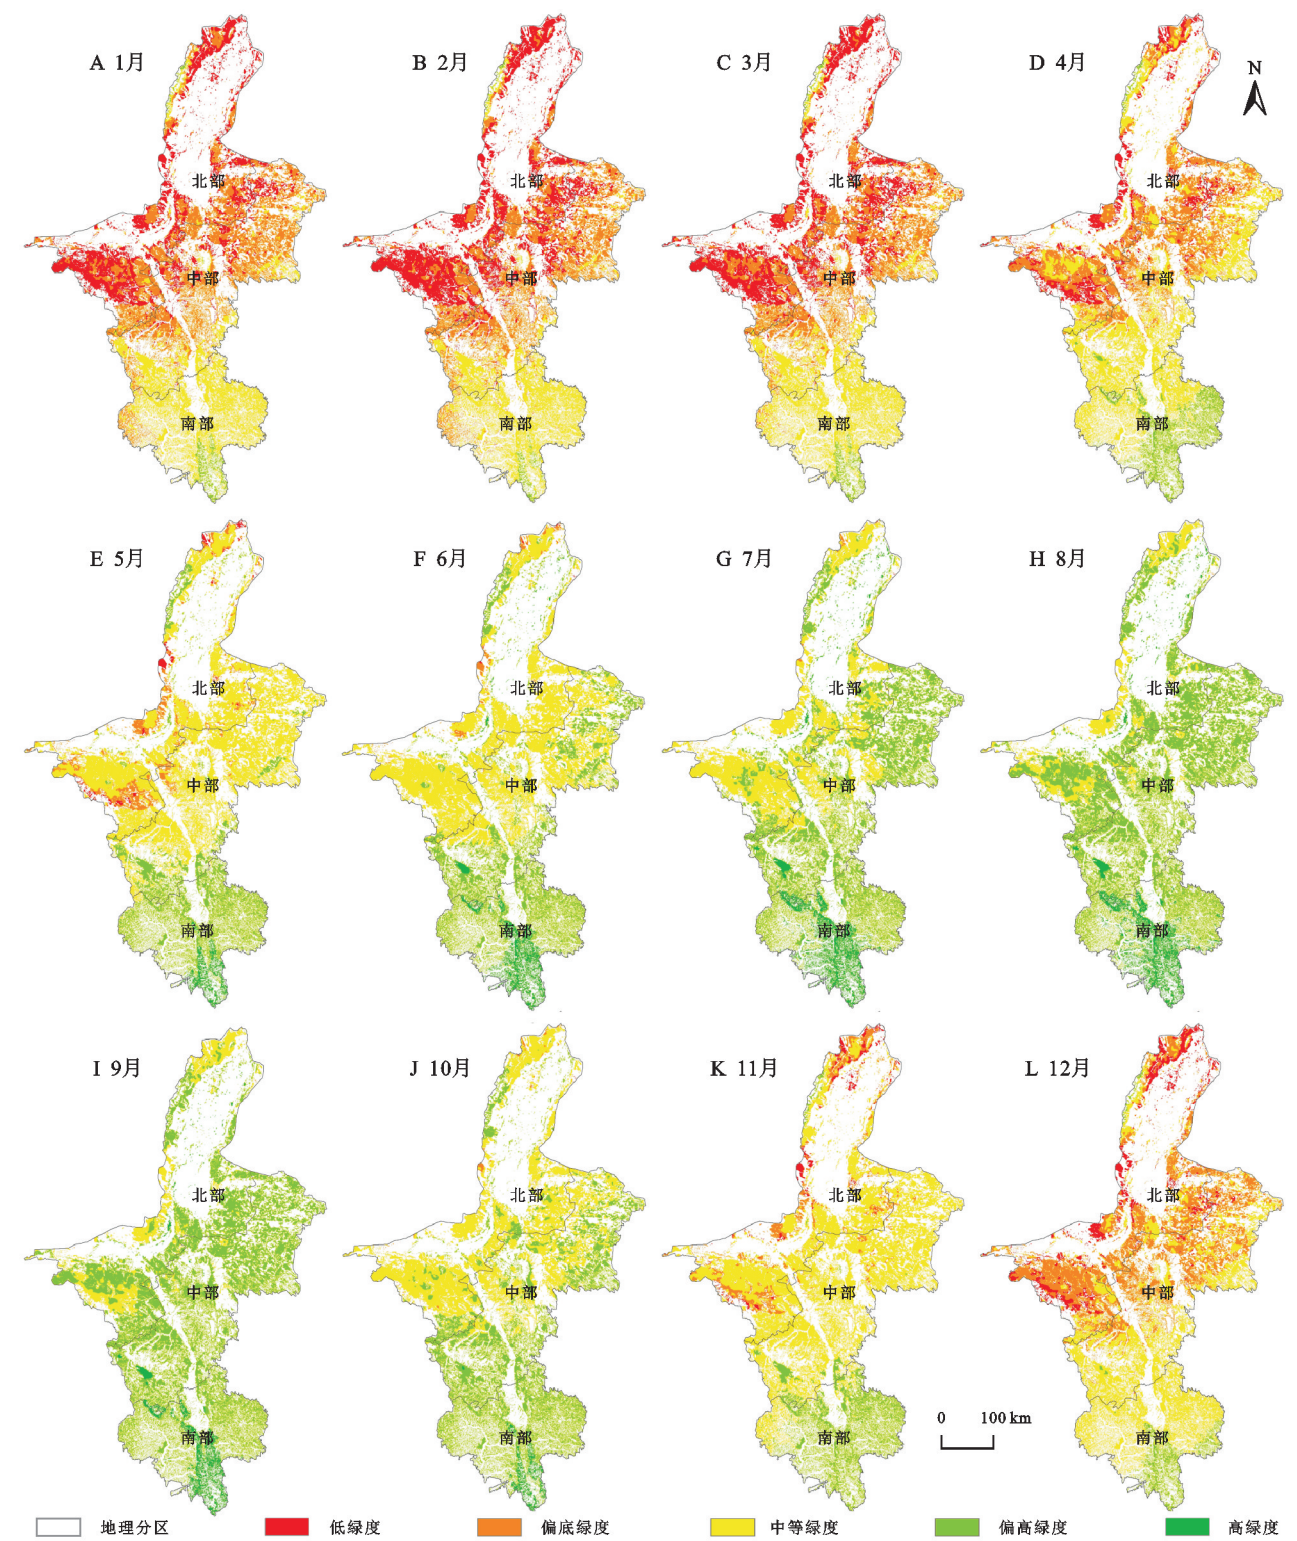 A 1月
B 2月
C 3月
D 4月
N
北部
北部
北部
北部
中部
中部
中部
中部
南部
南部
南部
南部
E 5月
F 6月
G 7月
H 8月
北部
北部
北部
北部
中部
中部
中部
中部
南部
南部
南部
南部
I 9月
J 10月
K 11月
L 12月
北部
北部
北部
北部
中部
中部
中部
中部
0 100 km
南部
南部
南部
南部
地理分区 低绿度 偏底绿度 中等绿度 偏高绿度 高绿度